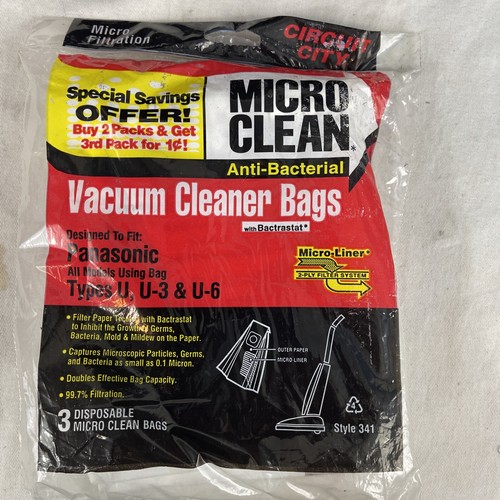 Micro
Filtration
CIRCUIT
CITY
Special Savings
OFFER!
Buy 2 Packs & Get
3rd Pack for 1¢!
MICRO
CLEAN*
Anti-Bacterial
Vacuum Cleaner Bags
with Bactrastat*
Designed To Fit:
Panasonic
All Models Using Bag
Types U, U-3 & U-6
Micro-Liner®
2-PLY FILTER SYSTEM
• Filter Paper Treated with Bactrastat
to Inhibit the Growth of Germs,
Bacteria, Mold & Mildew on the Paper.
• Captures Microscopic Particles, Germs,
and Bacteria as small as 0.1 Micron.
• Doubles Effective Bag Capacity.
• 99.7% Filtration.
OUTER PAPER
MICRO-LINER
3 DISPOSABLE
MICRO CLEAN BAGS
4
Style 341